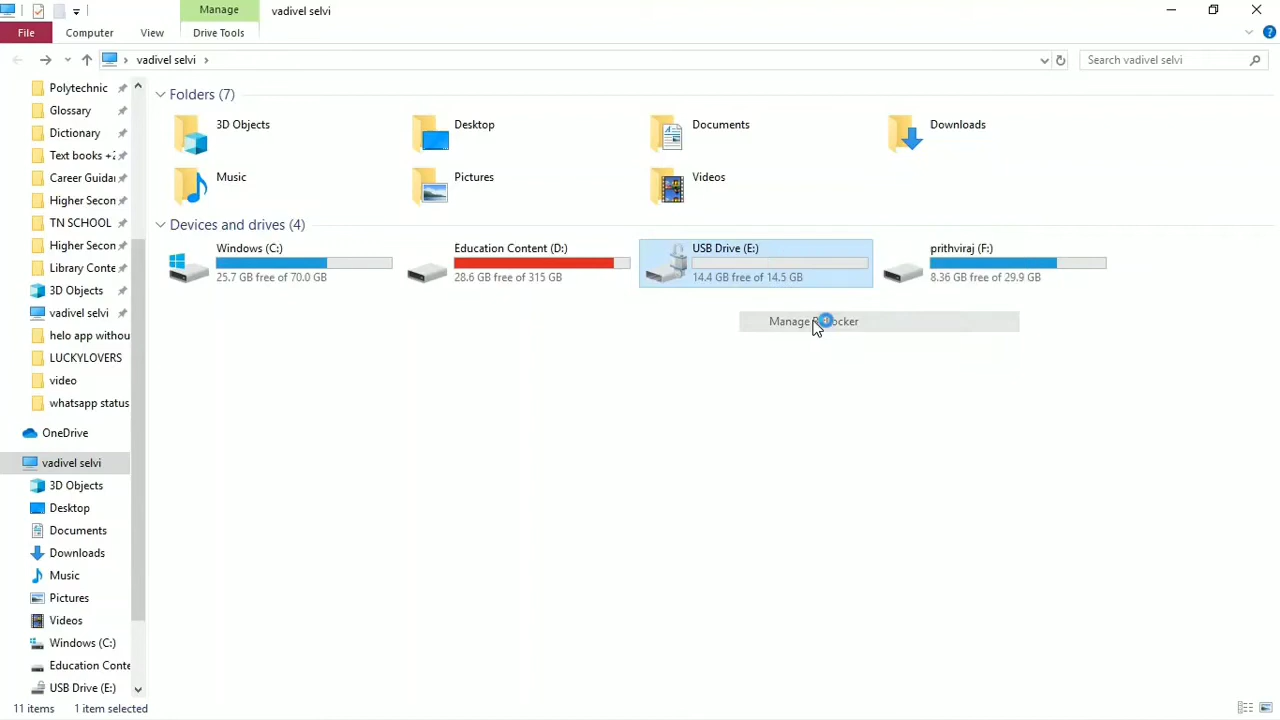 Manage
vadivel selvi
File
Computer
View
Drive Tools
vadivel selvi
Search vadivel selvi
Polytechnic
Glossary
Dictionary
Text books +2
Career Guida
Higher Secon
TN SCHOOL
Higher Secon
Library Conte
3D Objects
vadivel selvi
helo app withou
LUCKYLOVERS
video
whatsapp status
OneDrive
vadivel selvi
3D Objects
Desktop
Documents
Downloads
Music
Pictures
Videos
Windows (C:)
Education Conte
USB Drive (E:)
Folders (7)
3D Objects
Desktop
Documents
Downloads
Music
Pictures
Videos
Devices and drives (4)
Windows (C:)
25.7 GB free of 70.0 GB
Education Content (D:)
28.6 GB free of 315 GB
USB Drive (E:)
14.4 GB free of 14.5 GB
prithviraj (F:)
8.36 GB free of 29.9 GB
Manage
11 items
1 item selected